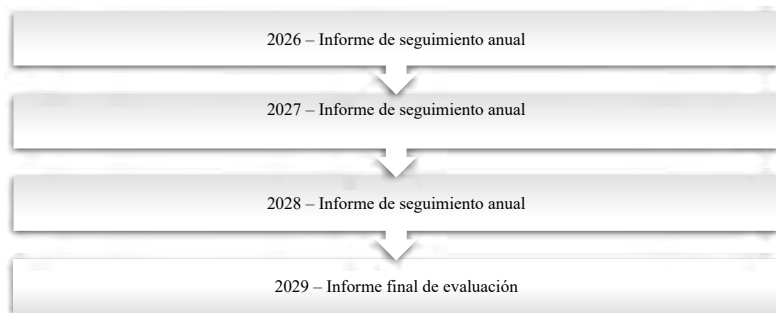 2026 – Informe de seguimiento anual
2027 – Informe de seguimiento anual
2028 – Informe de seguimiento anual
2029 – Informe final de evaluación